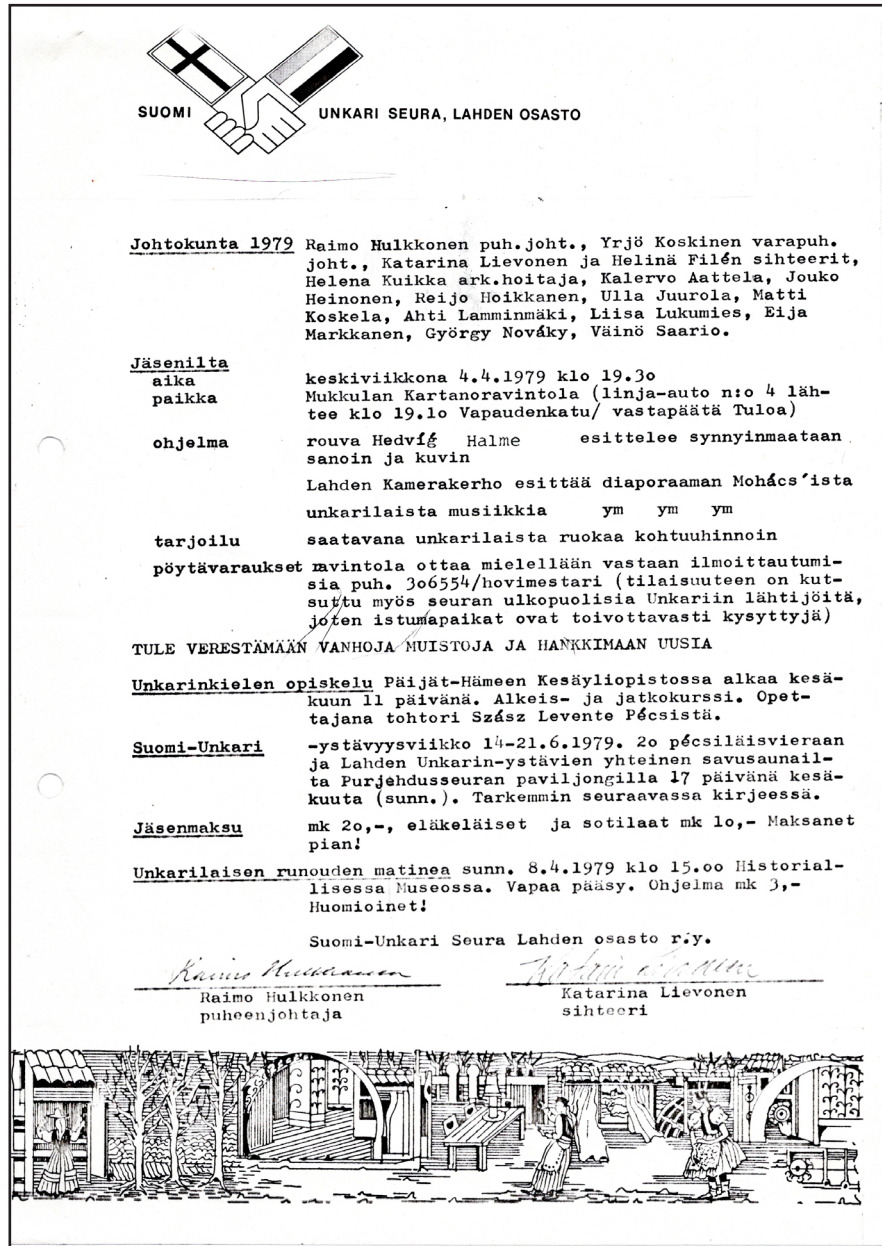 SUOMI UNKARI SEURA, LAHDEN OSASTO
Johtokunta 1979 Raimo Hulkkonen puh.joht., Yrjö Koskinen varapuh.
joht., Katarina Lievonen ja Helinä Filén sihteerit,
Helena Kuikka ark.hoitaja, Kalervo Aattela, Jouko
Heinonen, Reijo Hoikkanen, Ulla Juurola, Matti
Koskela, Ahti Lamminmäki, Liisa Lukumies, Eija
Markkanen, György Nováky, Väinö Saario.
Jäsenilta
aika keskiviikkona 4.4.1979 klo 19.3o
paikka Mukkulan Kartanoravintola (linja-auto n:o 4 läh-
tee klo 19.1o Vapaudenkatu/ vastapäätä Tuloa)
ohjelma rouva Hedvíg Halme esittelee synnyinmaataan
sanoin ja kuvin
Lahden Kamerakerho esittää diaporaaman Mohács'ista
unkarilaista musiikkia ym ym ym
tarjoilu saatavana unkarilaista ruokaa kohtuuhinnoin
pöytävaraukset ravintola ottaa mielellään vastaan ilmoittautumi-
sia puh. 306554/hovimestari (tilaisuuteen on kut-
suttu myös seuran ulkopuolisia Unkariin lähtijöitä,
joten istumapaikat ovat toivottavasti kysyttyjä)
TULE VERESTÄMÄÄN VANHOJA MUISTOJA JA HANKKIMAAN UUSIA
Unkarinkielen opiskelu Päijät-Hämeen Kesäyliopistossa alkaa kesä-
kuun 11 päivänä. Alkeis- ja jatkokurssi. Opet-
tajana tohtori Szász Levente Pécsistä.
Suomi-Unkari -ystävyysviikko 14-21.6.1979. 2o pécsiläisvieraan
ja Lahden Unkarin-ystävien yhteinen savusaunail-
ta Purjehdusseuran paviljongilla 17 päivänä kesä-
kuuta (sunn.). Tarkemmin seuraavassa kirjeessä.
Jäsenmaksu mk 2o,-, eläkeläiset ja sotilaat mk 1o,- Maksanet
pian!
Unkarilaisen runouden matinea sunn. 8.4.1979 klo 15.oo Historial-
lisessa Museossa. Vapaa pääsy. Ohjelma mk 3,-
Huomioinet!
Suomi-Unkari Seura Lahden osasto r.y.
Raimo Hulkkonen Katarina Lievonen
puheenjohtaja sihteeri